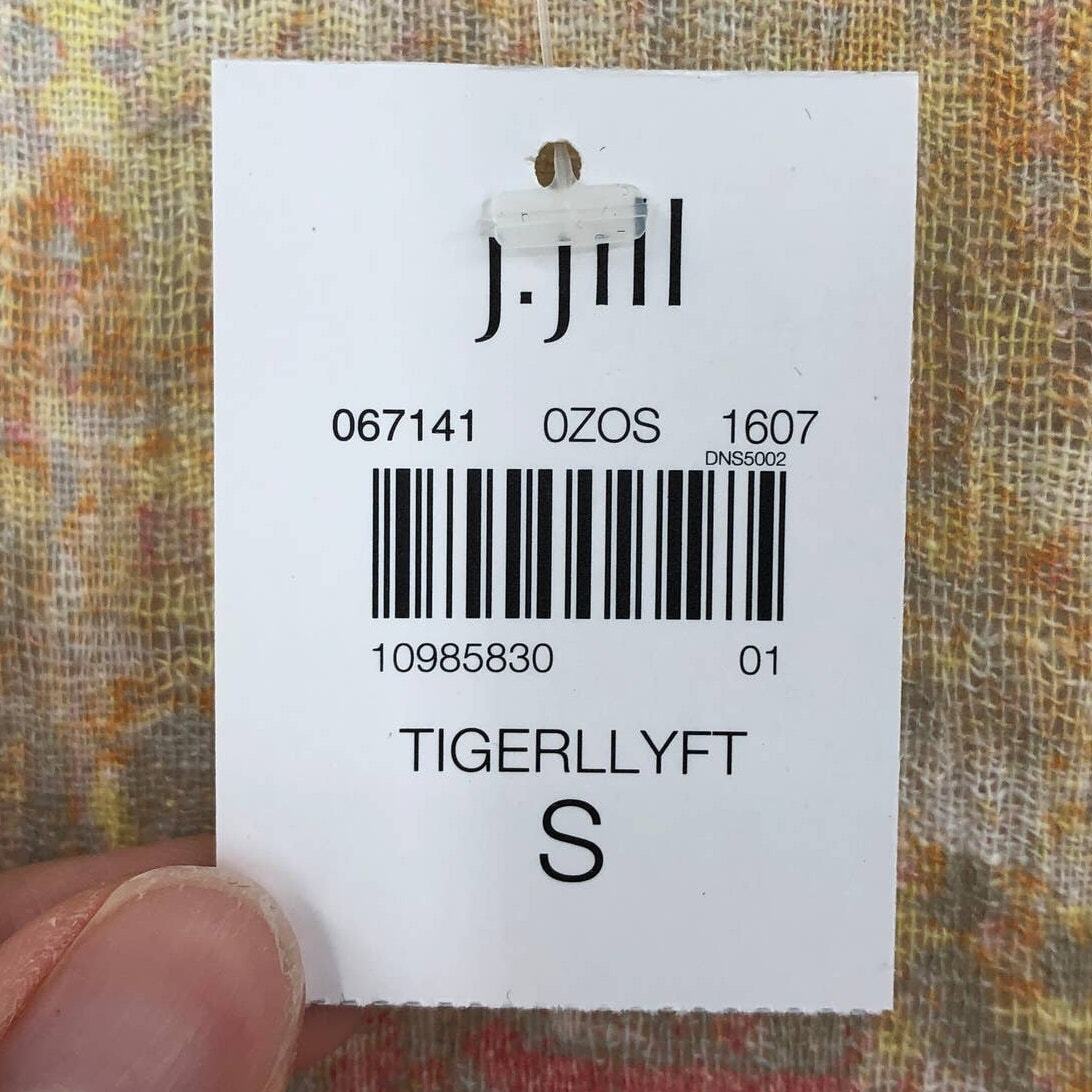 j.jill
067141 0ZOS 1607
DNS5002
10985830 01
TIGERLLYFT
S